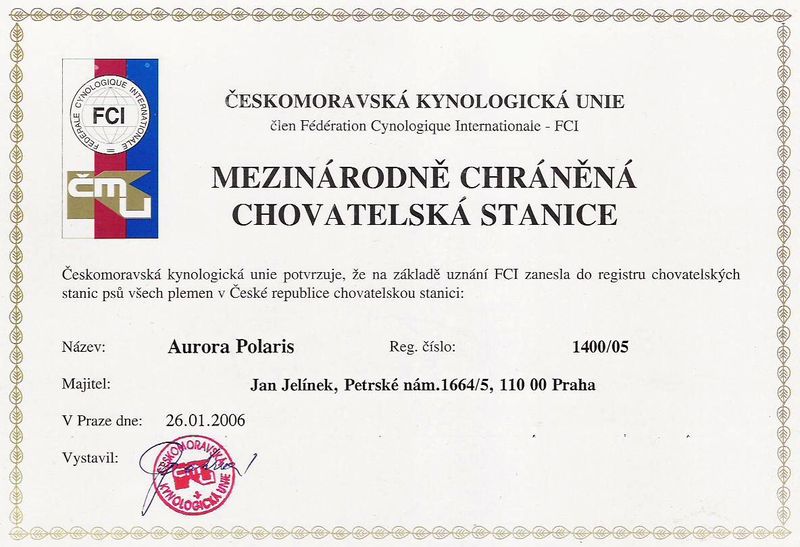 FÉDÉRALE CYNOLOGIQUE INTERNATIONALE
FCI
ČMKU
ČESKOMORAVSKÁ KYNOLOGICKÁ UNIE
člen Fédération Cynologique Internationale - FCI
MEZINÁRODNĚ CHRÁNĚNÁ
CHOVATELSKÁ STANICE
Českomoravská kynologická unie potvrzuje, že na základě uznání FCI zanesla do registru chovatelských
stanic psů všech plemen v České republice chovatelskou stanici:
Název: Aurora Polaris Reg. číslo: 1400/05
Majitel: Jan Jelínek, Petrské nám.1664/5, 110 00 Praha
V Praze dne: 26.01.2006
Vystavil:
ČESKOMORAVSKÁ
KYNOLOGICKÁ UNIE